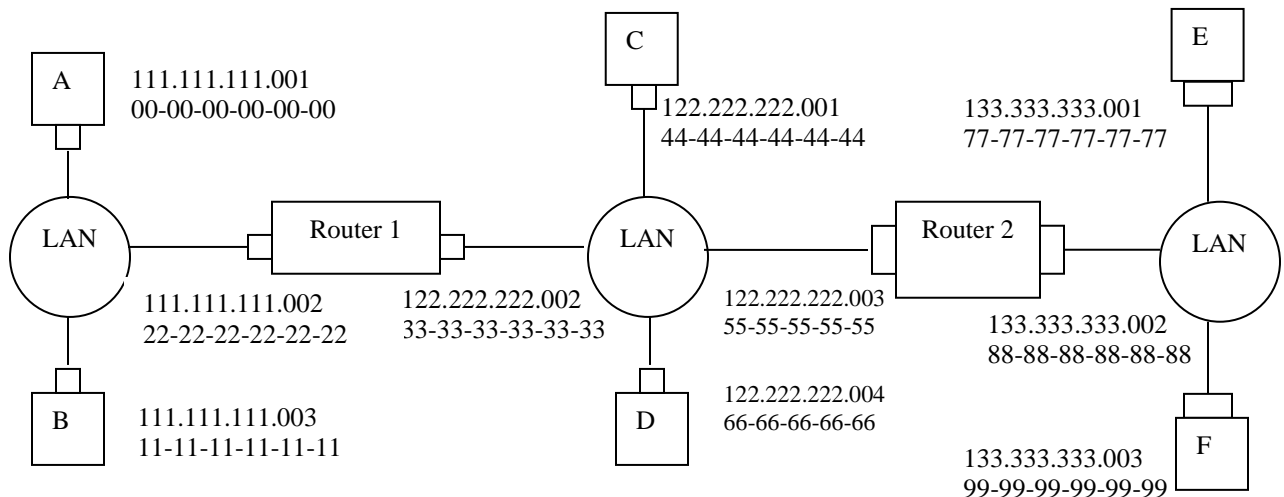 A
111.111.111.001
00-00-00-00-00-00
C
122.222.222.001
44-44-44-44-44-44
E
133.333.333.001
77-77-77-77-77-77
LAN
Router 1
LAN
Router 2
LAN
111.111.111.002
22-22-22-22-22-22
122.222.222.002
33-33-33-33-33-33
122.222.222.003
55-55-55-55-55
133.333.333.002
88-88-88-88-88-88
B
111.111.111.003
11-11-11-11-11-11
D
122.222.222.004
66-66-66-66-66
F
133.333.333.003
99-99-99-99-99-99